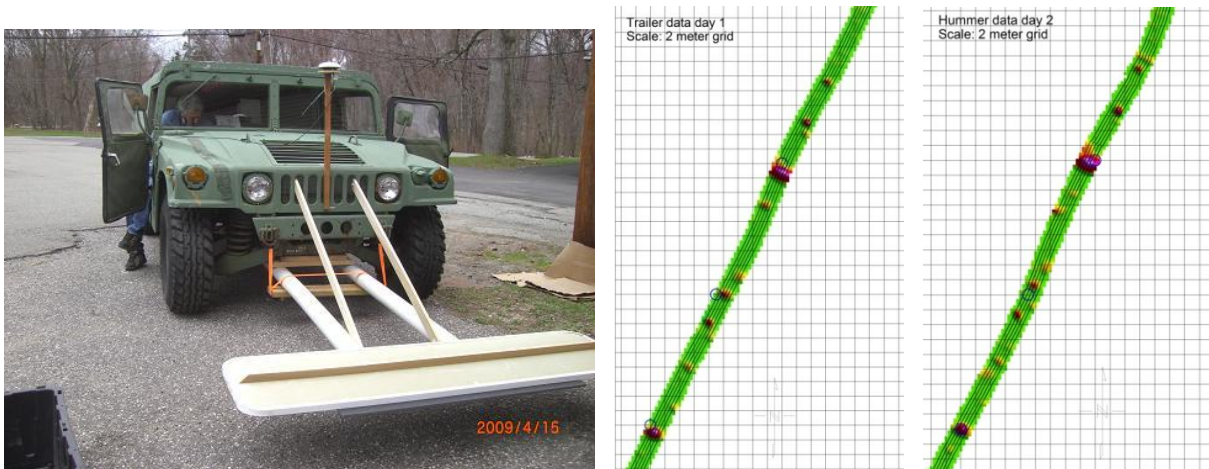 2009/4/15
Trailer data day 1
Scale: 2 meter grid
Hummer data day 2
Scale: 2 meter grid